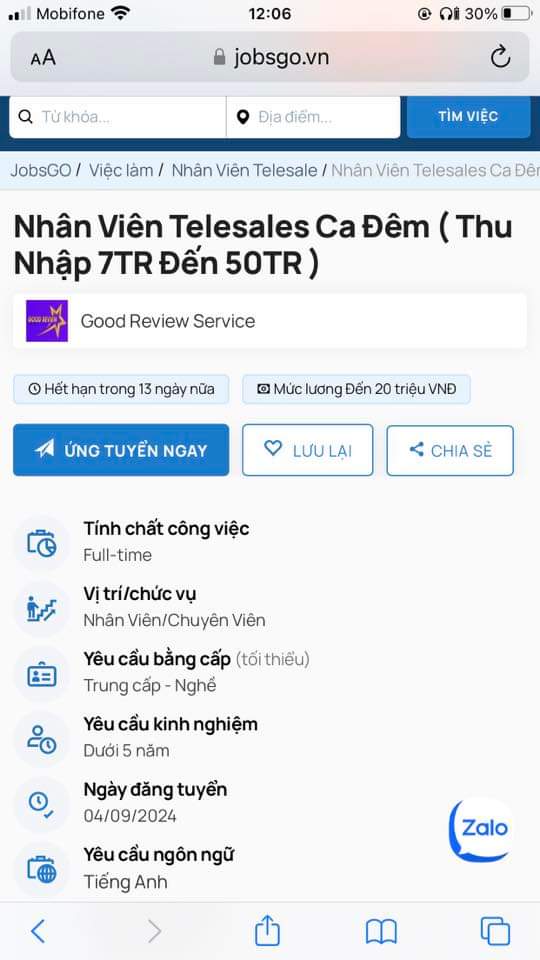 Mobifone 12:06 30%
AA jobsgo.vn
Từ khóa... Địa điểm... TÌM VIỆC
JobsGO / Việc làm / Nhân Viên Telesale / Nhân Viên Telesales Ca Đê
Nhân Viên Telesales Ca Đêm ( Thu
Nhập 7TR Đến 50TR )
GOOD REVIEW Good Review Service
Hết hạn trong 13 ngày nữa Mức lương Đến 20 triệu VNĐ
ỨNG TUYỂN NGAY LƯU LẠI CHIA SẺ
Tính chất công việc
Full-time
Vị trí/chức vụ
Nhân Viên/Chuyên Viên
Yêu cầu bằng cấp (tối thiểu)
Trung cấp - Nghề
Yêu cầu kinh nghiệm
Dưới 5 năm
Ngày đăng tuyển
04/09/2024
Zalo
Yêu cầu ngôn ngữ
Tiếng Anh